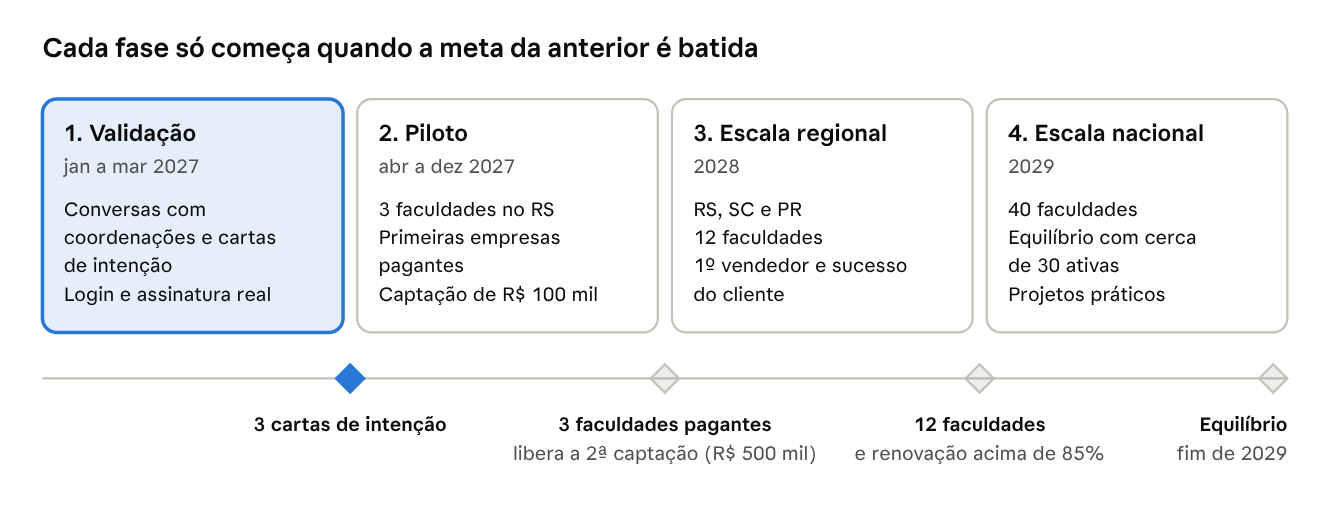 Cada fase só começa quando a meta da anterior é batida
1. Validação
jan a mar 2027
Conversas com
coordenações e cartas
de intenção
Login e assinatura real
2. Piloto
abr a dez 2027
3 faculdades no RS
Primeiras empresas
pagantes
Captação de R$ 100 mil
3. Escala regional
2028
RS, SC e PR
12 faculdades
1º vendedor e sucesso
do cliente
4. Escala nacional
2029
40 faculdades
Equilíbrio com cerca
de 30 ativas
Projetos práticos
3 cartas de intenção
3 faculdades pagantes
libera a 2ª captação (R$ 500 mil)
12 faculdades
e renovação acima de 85%
Equilíbrio
fim de 2029